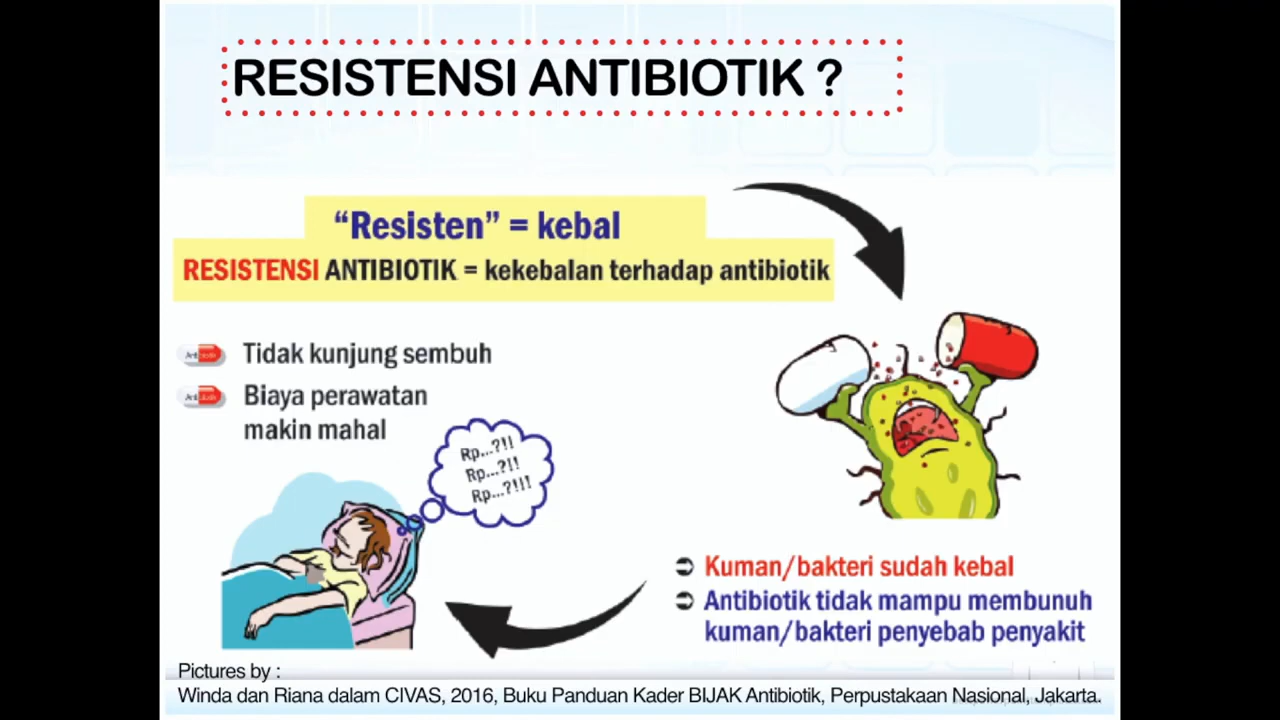 RESISTENSI ANTIBIOTIK ?
“Resisten” = kebal
RESISTENSI ANTIBIOTIK = kekebalan terhadap antibiotik
Tidak kunjung sembuh
Biaya perawatan
makin mahal
Rp...?!!
Rp...?!!
Rp...?!!!
Kuman/bakteri sudah kebal
Antibiotik tidak mampu membunuh
kuman/bakteri penyebab penyakit
Pictures by :
Winda dan Riana dalam CIVAS, 2016, Buku Panduan Kader BIJAK Antibiotik, Perpustakaan Nasional, Jakarta.